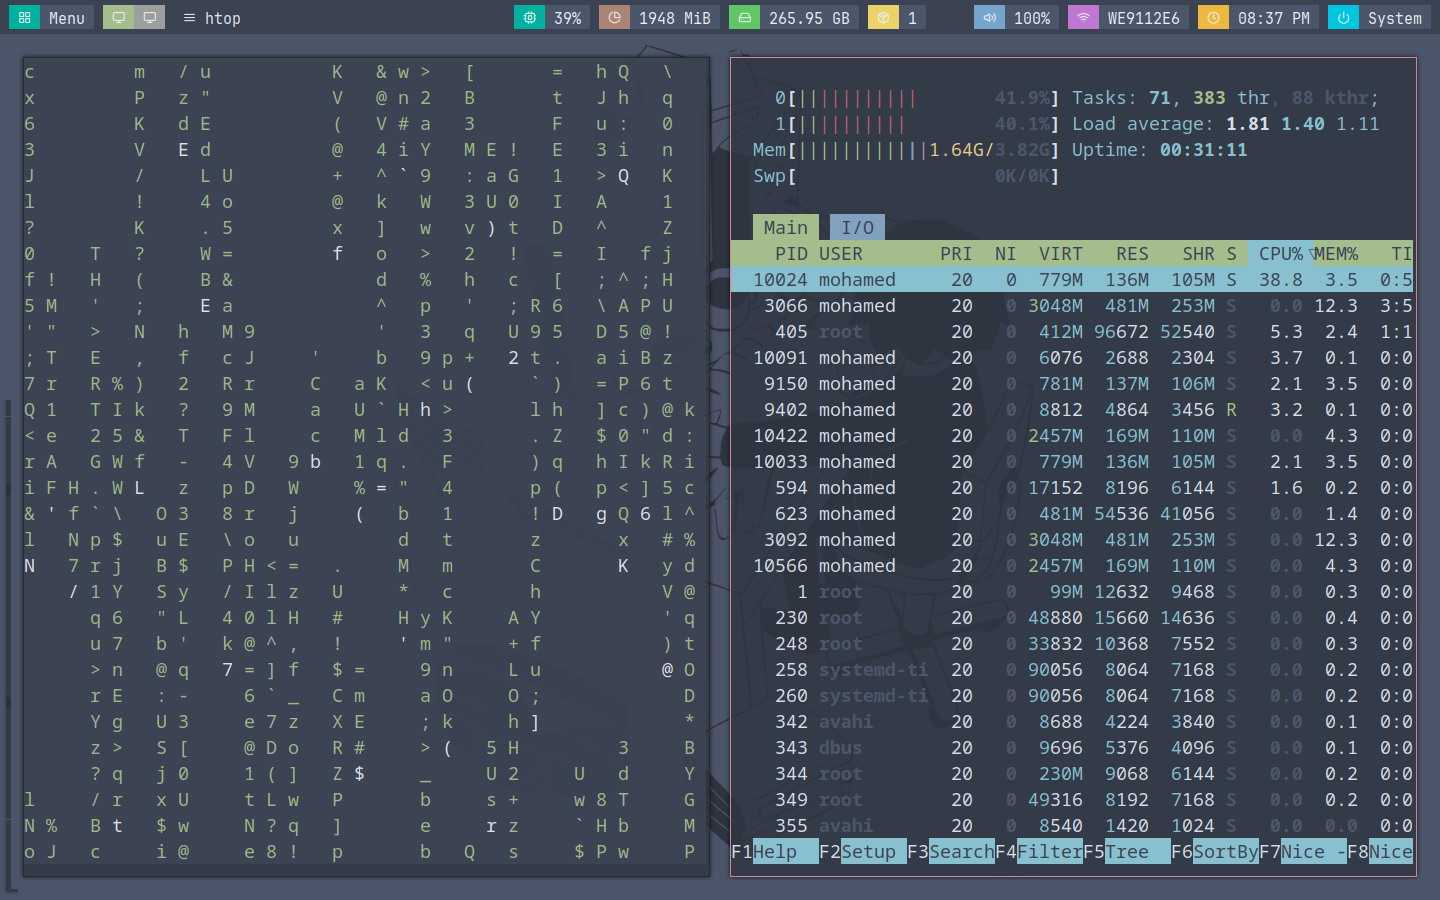 Menu htop 39% 1948 MiB 265.95 GB 1 100% WE9112E6 08:37 PM System
c m / u K & w > [ = h Q \
x P z " V @ n 2 B t J h q
6 K d E ( V # a 3 F u : 0
3 V E d @ 4 i Y M E ! E 3 i n
J / L U + ^ ` 9 : a G 1 > Q K
l ! 4 o @ k W 3 U 0 I A 1
? K . 5 x ] w v ) t D ^ Z
0 T ? W = f o > 2 ! = I f j
f ! H ( B & d % h c [ ; ^ ; H
5 M ' ; E a ^ p ' ; R 6 \ A P U
' " > N h M 9 ' 3 q U 9 5 D 5 @ !
; T E , f c J ' b 9 p + 2 t . a i B z
7 r R % ) 2 R r C a K < u ( ` ) = P 6 t
Q 1 T I k ? 9 M a U ` H h > l h ] c ) @ k
< e 2 5 & T F l c M l d 3 . Z $ 0 " d :
r A G W f - 4 V 9 b 1 q . F ) q h I k R i
i F H . W L z p D W % = " 4 p ( p < ] 5 c
& ' f ` \ O 3 8 r j ( b 1 ! D g Q 6 l ^
l N p $ u E \ o u d t z x # %
N 7 r j B $ P H < = . M m C K y d
/ 1 Y S y / I l z U * c h V @
q 6 " L 4 0 l H # H y K A Y ' q
u 7 b ' k @ ^ , ! ' m " + f ) t
> n @ q 7 = ] f $ = 9 n L u @ O
r E : - 6 ` _ C m a O O ; D
Y g U 3 e 7 z X E ; k h ] *
z > S [ @ D o R # > ( 5 H 3 B
? q j 0 1 ( ] Z $ _ U 2 U d Y
l / r x U t L w P b s + w 8 T G
N % B t $ w N ? q ] e r z ` H b M
o J c i @ e 8 ! p b Q s $ P w P
0[|||||||||||41.9%] Tasks: 71, 383 thr, 88 kthr;
1[||||||||||40.1%] Load average: 1.81 1.40 1.11
Mem[||||||||||||1.64G/3.82G] Uptime: 00:31:11
Swp[0K/0K]
Main I/O
PID USER PRI NI VIRT RES SHR S CPU%▽MEM% TI
10024 mohamed 20 0 779M 136M 105M S 38.8 3.5 0:5
3066 mohamed 20 0 3048M 481M 253M S 0.0 12.3 3:5
405 root 20 0 412M 96672 52540 S 5.3 2.4 1:1
10091 mohamed 20 0 6076 2688 2304 S 3.7 0.1 0:0
9150 mohamed 20 0 781M 137M 106M S 2.1 3.5 0:0
9402 mohamed 20 0 8812 4864 3456 R 3.2 0.1 0:0
10422 mohamed 20 0 2457M 169M 110M S 0.0 4.3 0:0
10033 mohamed 20 0 779M 136M 105M S 2.1 3.5 0:0
594 mohamed 20 0 17152 8196 6144 S 1.6 0.2 0:0
623 mohamed 20 0 481M 54536 41056 S 0.0 1.4 0:0
3092 mohamed 20 0 3048M 481M 253M S 0.0 12.3 0:0
10566 mohamed 20 0 2457M 169M 110M S 0.0 4.3 0:0
1 root 20 0 99M 12632 9468 S 0.0 0.3 0:0
230 root 20 0 48880 15660 14636 S 0.0 0.4 0:0
248 root 20 0 33832 10368 7552 S 0.0 0.3 0:0
258 systemd-ti 20 0 90056 8064 7168 S 0.0 0.2 0:0
260 systemd-ti 20 0 90056 8064 7168 S 0.0 0.2 0:0
342 avahi 20 0 8688 4224 3840 S 0.0 0.1 0:0
343 dbus 20 0 9696 5376 4096 S 0.0 0.1 0:0
344 root 20 0 230M 9068 6144 S 0.0 0.2 0:0
349 root 20 0 49316 8192 7168 S 0.0 0.2 0:0
355 avahi 20 0 8540 1420 1024 S 0.0 0.0 0:0
F1Help F2Setup F3SearchF4FilterF5Tree F6SortByF7Nice -F8Nice